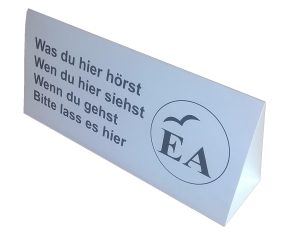 Was du hier hörst
Wen du hier siehst
Wenn du gehst
Bitte lass es hier
EA